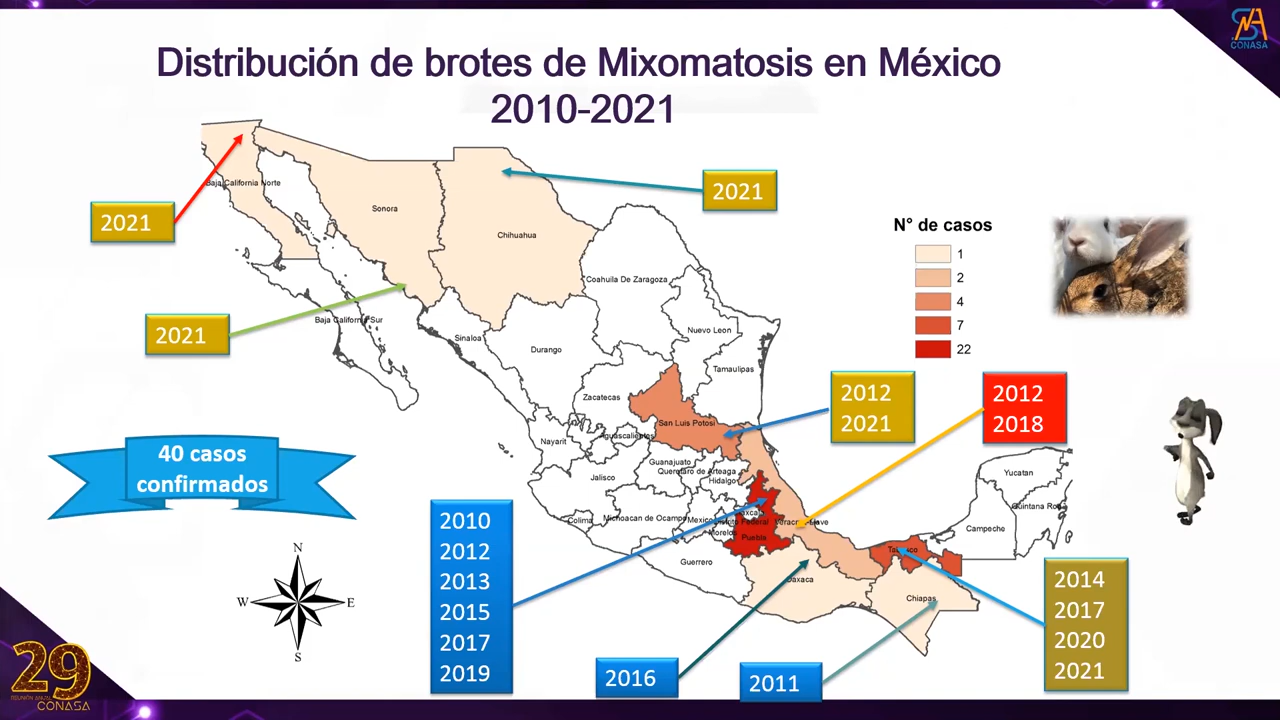 Distribución de brotes de Mixomatosis en México
2010-2021
CONASA
2021
2021
2021
Baja California Norte
Sonora
Chihuahua
Coahuila De Zaragoza
Baja California Sur
Sinaloa
Durango
Nuevo Leon
Tamaulipas
Zacatecas
San Luis Potosi
Nayarit
Aguascalientes
Jalisco
Guanajuato
Queretaro de Arteaga
Hidalgo
Colima
Michoacan de Ocampo
Mexico
Morelos
Puebla
Guerrero
Oaxaca
Chiapas
Campeche
Yucatan
N° de casos
1
2
4
7
22
2012
2021
2012
2018
40 casos
confirmados
2010
2012
2013
2015
2017
2019
2016
2011
2014
2017
2020
2021
N
W
E
S
29
REUNIÓN ANUAL
CONASA